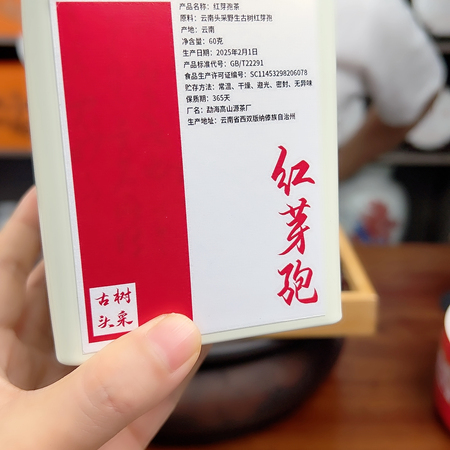 产品名称：红芽孢茶
原料：云南头采野生古树红芽孢
产地：云南
净含量：60克
生产日期：2025年2月1日
产品标准代号：GB/T22291
食品生产许可证编号：SC11453298206078
贮存方法：常温、干燥、避光、密封、无异味
保质期：365天
厂名：勐海高山源茶厂
生产地址：云南省西双版纳傣族自治州
红芽孢
古树
头采